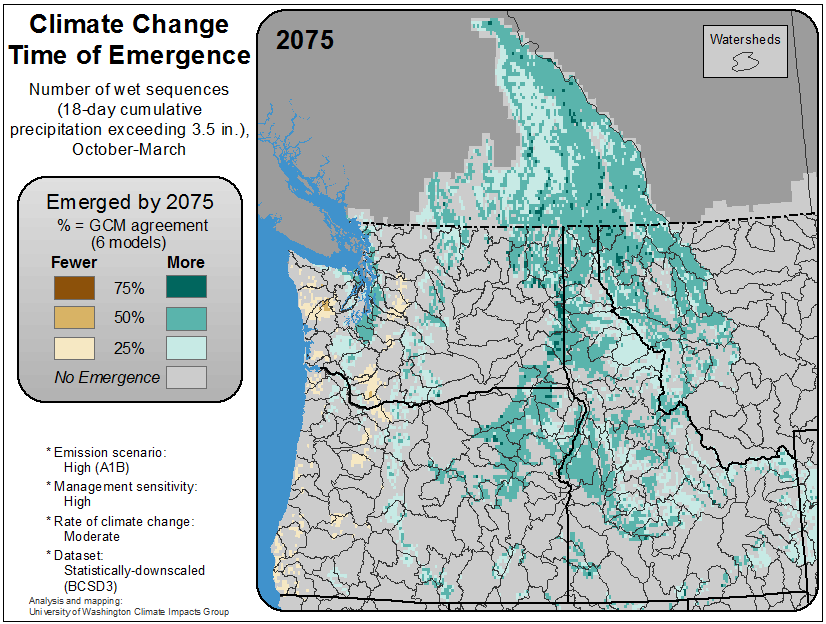 Climate Change
Time of Emergence
Number of wet sequences
(18-day cumulative
precipitation exceeding 3.5 in.),
October-March
Emerged by 2075
% = GCM agreement
(6 models)
Fewer More
75%
50%
25%
No Emergence
* Emission scenario:
High (A1B)
* Management sensitivity:
High
* Rate of climate change:
Moderate
* Dataset:
Statistically-downscaled
(BCSD3)
Analysis and mapping:
University of Washington Climate Impacts Group
2075
Watersheds